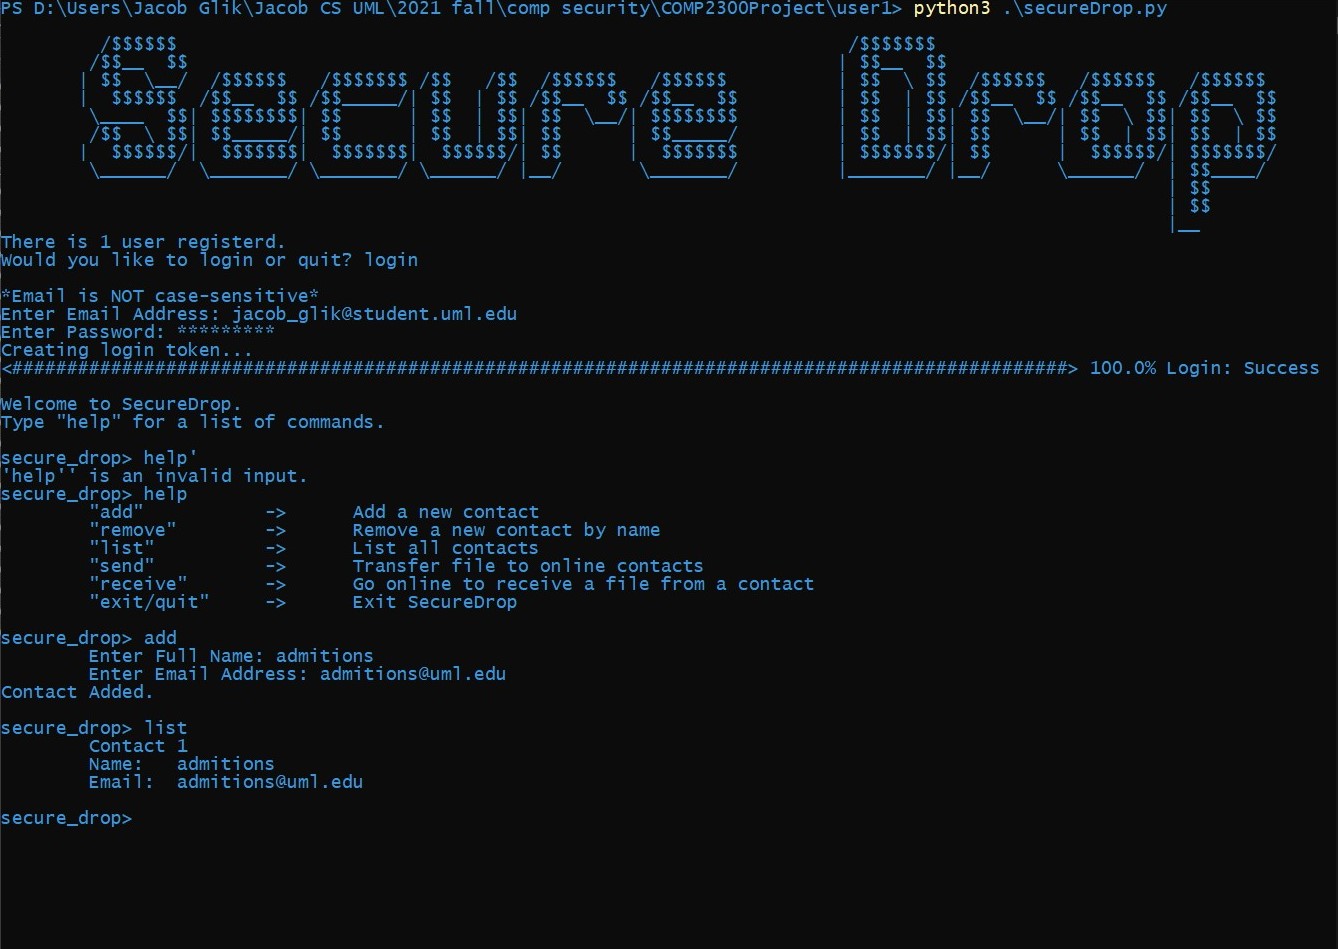 PS D:\Users\Jacob Glik\Jacob CS UML\2021 fall\comp security\COMP2300Project\user1> python3 .\secureDrop.py
Secure Drop
There is 1 user registerd.
Would you like to login or quit? login
*Email is NOT case-sensitive*
Enter Email Address: jacob_glik@student.uml.edu
Enter Password: *********
Creating login token...
<################################################################################################> 100.0% Login: Success
Welcome to SecureDrop.
Type "help" for a list of commands.
secure_drop> help'
'help'' is an invalid input.
secure_drop> help
"add" -> Add a new contact
"remove" -> Remove a new contact by name
"list" -> List all contacts
"send" -> Transfer file to online contacts
"receive" -> Go online to receive a file from a contact
"exit/quit" -> Exit SecureDrop
secure_drop> add
Enter Full Name: admitions
Enter Email Address: admitions@uml.edu
Contact Added.
secure_drop> list
Contact 1
Name: admitions
Email: admitions@uml.edu
secure_drop>